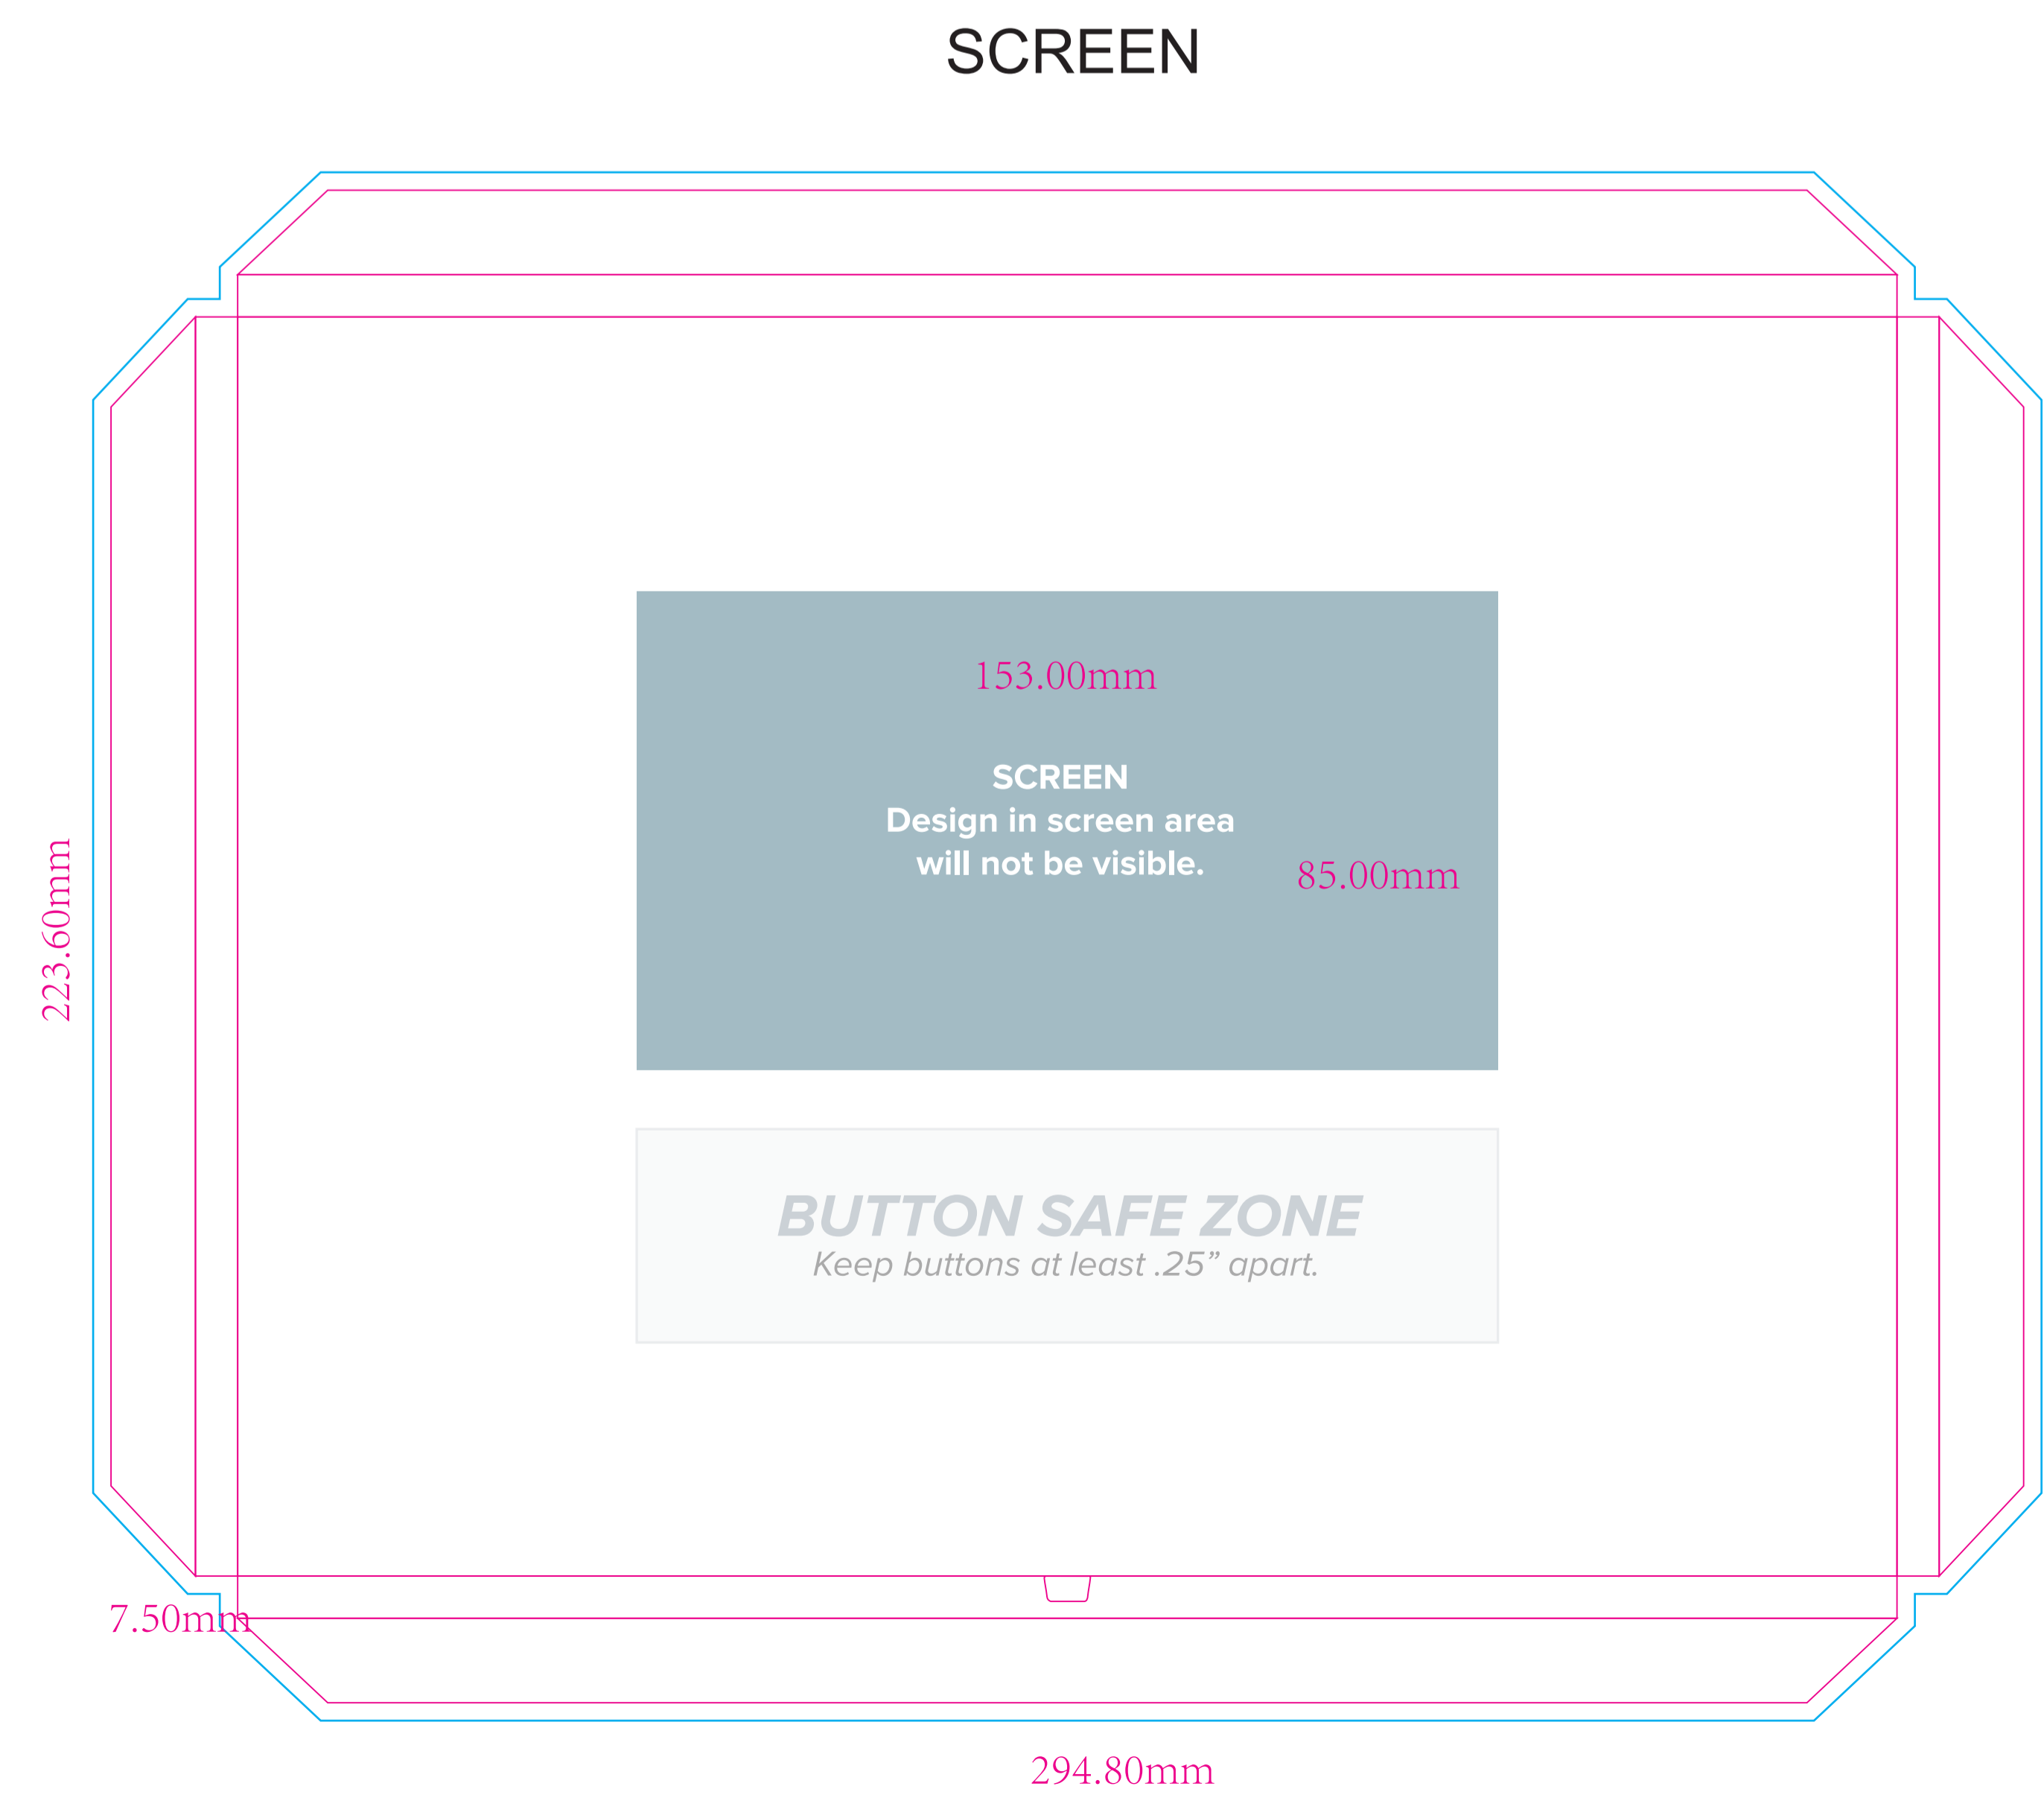 SCREEN
153.00mm
SCREEN
Design in screen area
will not be visible.
85.00mm
223.60mm
BUTTON SAFE ZONE
Keep buttons at least .25” apart.
7.50mm
294.80mm